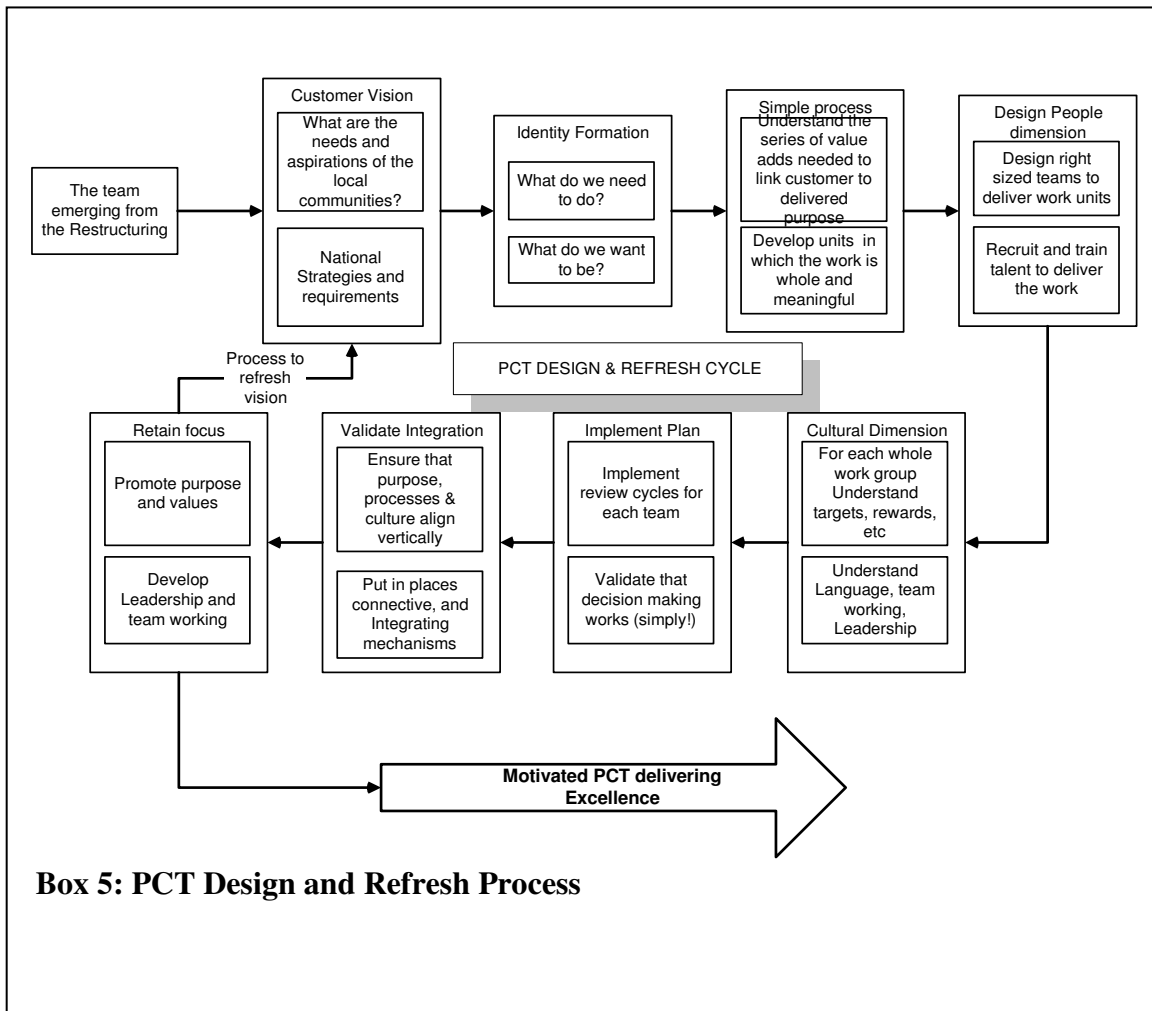 The team
emerging from
the Restructuring
Customer Vision
What are the
needs and
aspirations of the
local
communities?
National
Strategies and
requirements
Identity Formation
What do we need
to do?
What do we want
to be?
Simple process
Understand the
series of value
adds needed to
link customer to
delivered
purpose
Develop units in
which the work is
whole and
meaningful
Design People
dimension
Design right
sized teams to
deliver work units
Recruit and train
talent to deliver
the work
Process to
refresh
vision
PCT DESIGN & REFRESH CYCLE
Retain focus
Promote purpose
and values
Develop
Leadership and
team working
Validate Integration
Ensure that
purpose,
processes &
culture align
vertically
Put in places
connective, and
Integrating
mechanisms
Implement Plan
Implement
review cycles for
each team
Validate that
decision making
works (simply!)
Cultural Dimension
For each whole
work group
Understand
targets, rewards,
etc
Understand
Language, team
working,
Leadership
Motivated PCT delivering
Excellence
Box 5: PCT Design and Refresh Process